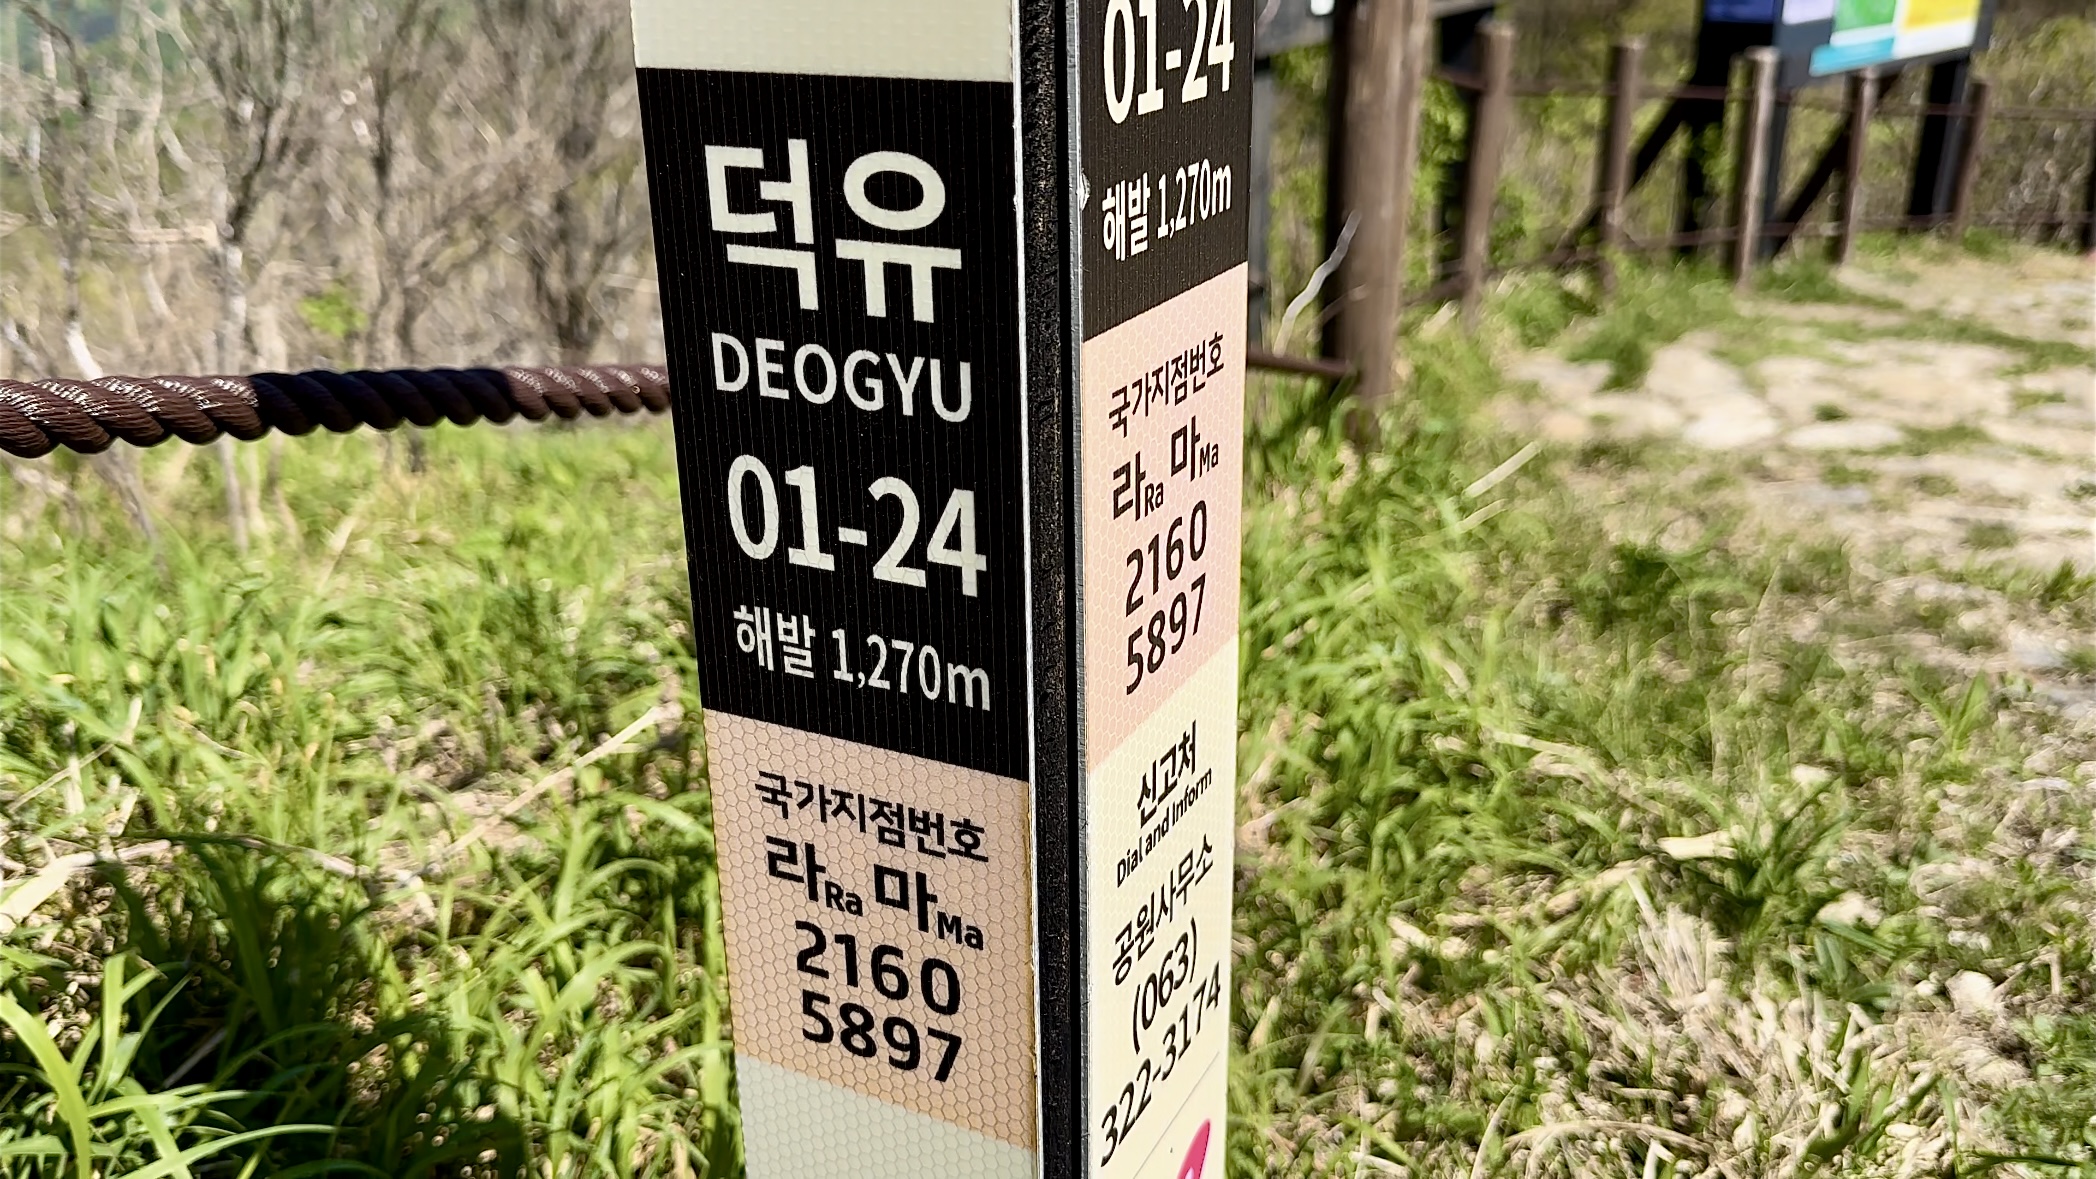 덕유
DEOGYU
01-24
해발 1,270m
국가지점번호
라Ra 마Ma
2160
5897
01-24
해발 1,270m
국가지점번호
라Ra 마Ma
2160
5897
신고처
Dial and Inform
공원사무소
(063)
322-3174